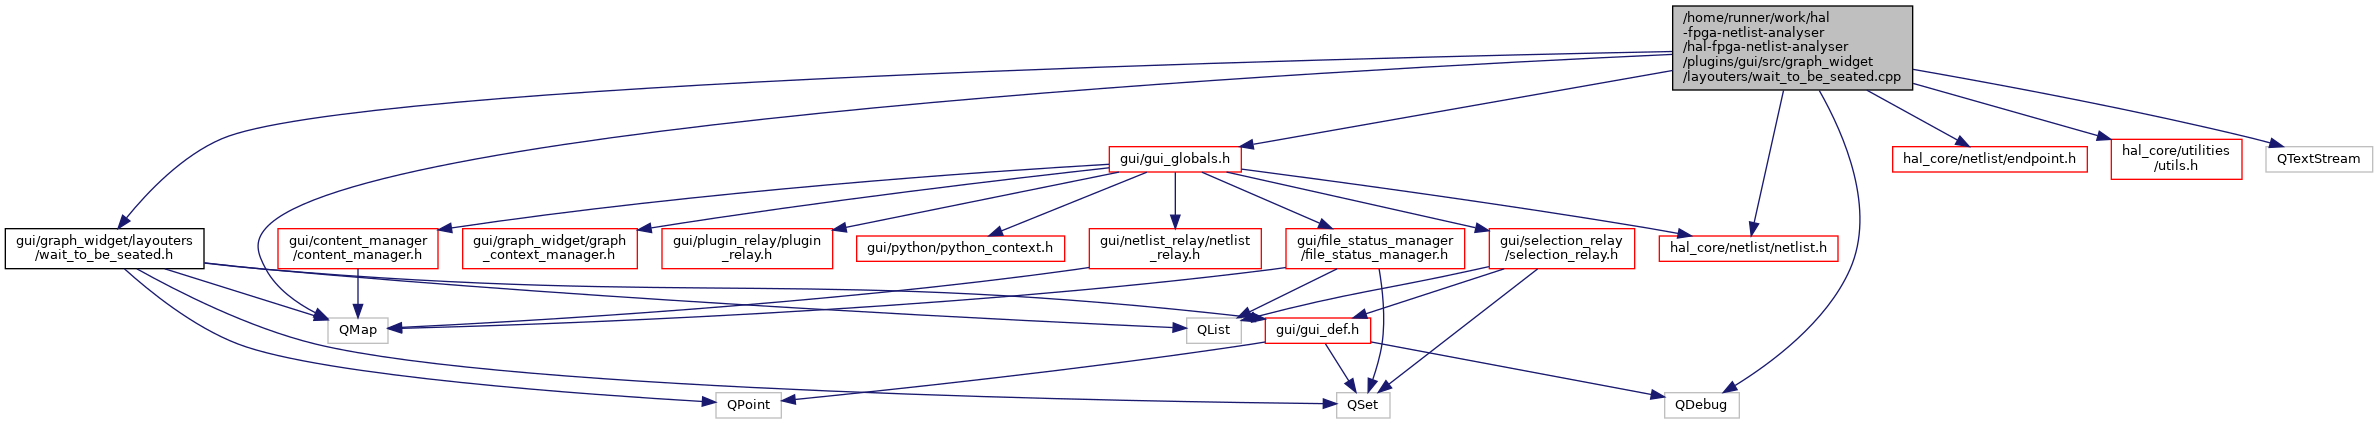 /home/runner/work/hal
-fpga-netlist-analyser
/hal-fpga-netlist-analyser
/plugins/gui/src/graph_widget
/layouters/wait_to_be_seated.cpp
gui/gui_globals.h
hal_core/netlist/endpoint.h
hal_core/utilities
/utils.h
QTextStream
gui/graph_widget/layouters
/wait_to_be_seated.h
gui/content_manager
/content_manager.h
gui/graph_widget/graph
_context_manager.h
gui/plugin_relay/plugin
_relay.h
gui/python/python_context.h
gui/netlist_relay/netlist
_relay.h
gui/file_status_manager
/file_status_manager.h
gui/selection_relay
/selection_relay.h
hal_core/netlist/netlist.h
QMap
QList
gui/gui_def.h
QPoint
QSet
QDebug